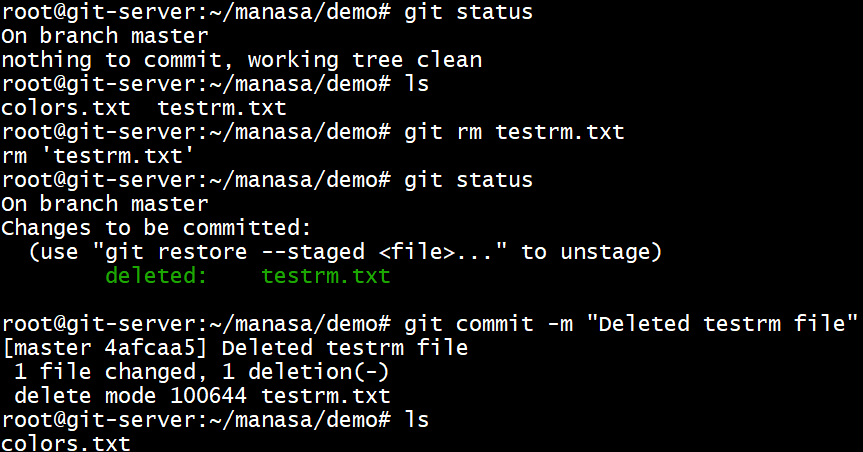 root@git-server:~/manasa/demo# git status
On branch master
nothing to commit, working tree clean
root@git-server:~/manasa/demo# ls
colors.txt  testrm.txt
root@git-server:~/manasa/demo# git rm testrm.txt
rm 'testrm.txt'
root@git-server:~/manasa/demo# git status
On branch master
Changes to be committed:
  (use "git restore --staged <file>..." to unstage)
        deleted:    testrm.txt

root@git-server:~/manasa/demo# git commit -m "Deleted testrm file"
[master 4afcaa5] Deleted testrm file
 1 file changed, 1 deletion(-)
 delete mode 100644 testrm.txt
root@git-server:~/manasa/demo# ls
colors.txt